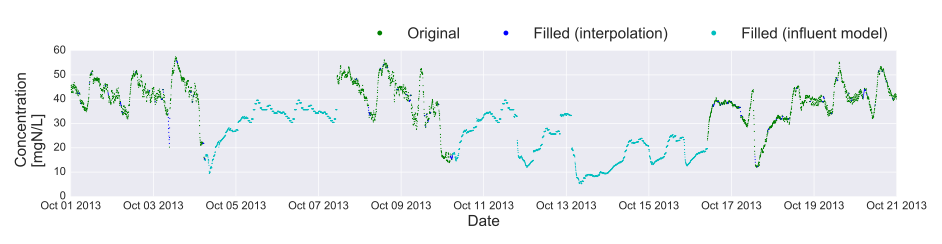 Original Filled (interpolation) Filled (influent model)
60
50
40
30
20
10
0
Concentration
[mgN/L]
Oct 01 2013 Oct 03 2013 Oct 05 2013 Oct 07 2013 Oct 09 2013 Oct 11 2013 Oct 13 2013 Oct 15 2013 Oct 17 2013 Oct 19 2013 Oct 21 2013
Date